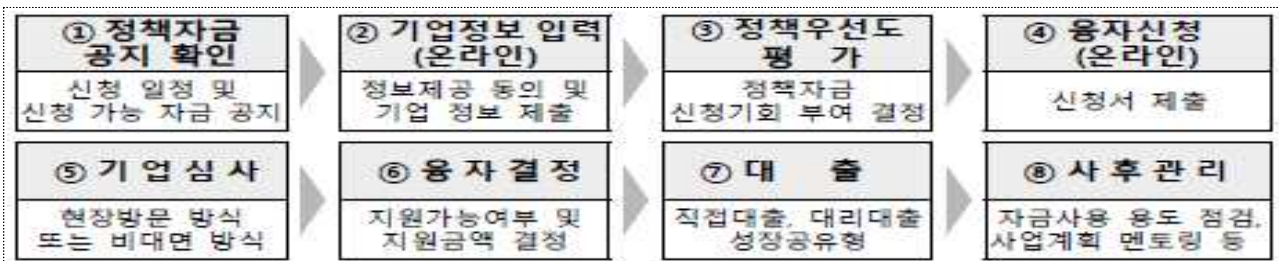 ① 정책자금
공지 확인
신청 일정 및
신청 가능 자금 공지
② 기업정보 입력
(온라인)
정보제공 동의 및
기업 정보 제출
③ 정책우선도
평 가
정책자금
신청기회 부여 결정
④ 융자신청
(온라인)
신청서 제출
⑤ 기 업 심 사
현장방문 방식
또는 비대면 방식
⑥ 융 자 결 정
지원가능여부 및
지원금액 결정
⑦ 대 출
직접대출, 대리대출
성장공유형
⑧ 사 후 관 리
자금사용 용도 점검,
사업계획 멘토링 등